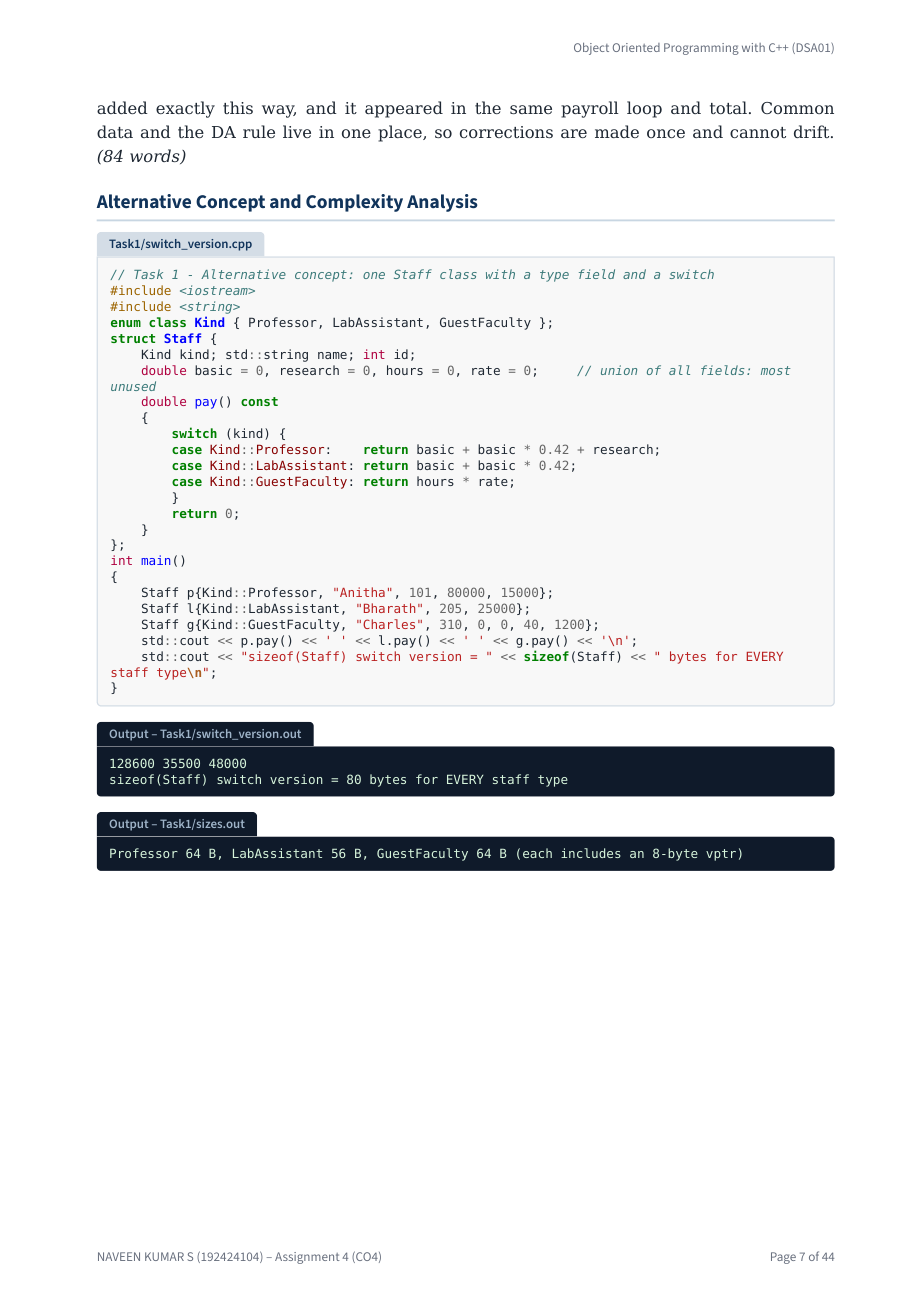 Object Oriented Programming with C++ (DSA01)
added exactly this way, and it appeared in the same payroll loop and total. Common
data and the DA rule live in one place, so corrections are made once and cannot drift.
(84 words)
Alternative Concept and Complexity Analysis
Task1/switch_version.cpp
// Task 1 - Alternative concept: one Staff class with a type field and a switch
#include <iostream>
#include <string>
enum class Kind { Professor, LabAssistant, GuestFaculty };
struct Staff {
    Kind kind; std::string name; int id;
    double basic = 0, research = 0, hours = 0, rate = 0;     // union of all fields: most
unused
    double pay() const
    {
        switch (kind) {
        case Kind::Professor:    return basic + basic * 0.42 + research;
        case Kind::LabAssistant: return basic + basic * 0.42;
        case Kind::GuestFaculty: return hours * rate;
        }
        return 0;
    }
};
int main()
{
    Staff p{Kind::Professor, "Anitha", 101, 80000, 15000};
    Staff l{Kind::LabAssistant, "Bharath", 205, 25000};
    Staff g{Kind::GuestFaculty, "Charles", 310, 0, 0, 40, 1200};
    std::cout << p.pay() << ' ' << l.pay() << ' ' << g.pay() << '\n';
    std::cout << "sizeof(Staff) switch version = " << sizeof(Staff) << " bytes for EVERY
staff type\n";
}
Output – Task1/switch_version.out
128600 35500 48000
sizeof(Staff) switch version = 80 bytes for EVERY staff type
Output – Task1/sizes.out
Professor 64 B, LabAssistant 56 B, GuestFaculty 64 B (each includes an 8-byte vptr)
NAVEEN KUMAR S (192424104) – Assignment 4 (CO4)
Page 7 of 44